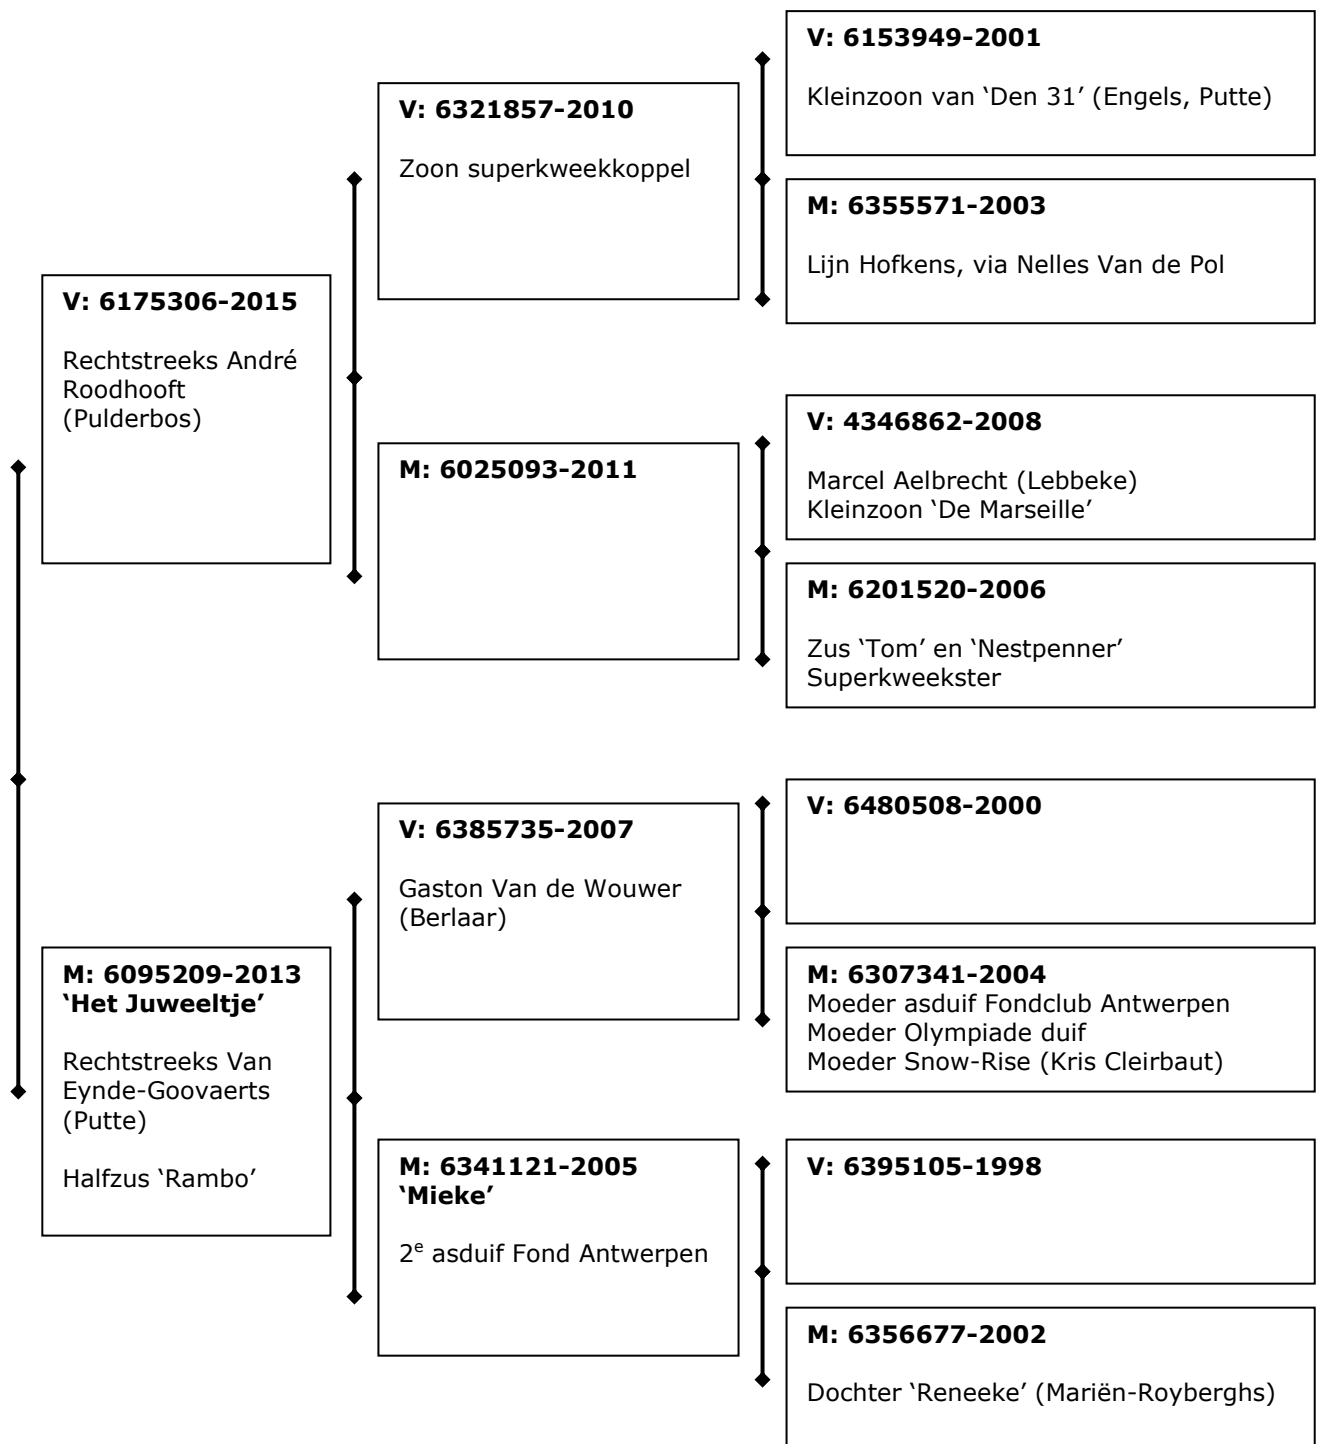 V: 6175306-2015
Rechtstreeks André
Roodhooft
(Pulderbos)
M: 6095209-2013
‘Het Juweeltje’
Rechtstreeks Van
Eynde-Goovaerts
(Putte)
Halfzus ‘Rambo’
V: 6321857-2010
Zoon superkweekkoppel
M: 6025093-2011
V: 6385735-2007
Gaston Van de Wouwer
(Berlaar)
M: 6341121-2005
‘Mieke’
2e asduif Fond Antwerpen
V: 6153949-2001
Kleinzoon van ‘Den 31’ (Engels, Putte)
M: 6355571-2003
Lijn Hofkens, via Nelles Van de Pol
V: 4346862-2008
Marcel Aelbrecht (Lebbeke)
Kleinzoon ‘De Marseille’
M: 6201520-2006
Zus ‘Tom’ en ‘Nestpenner’
Superkweekster
V: 6480508-2000
M: 6307341-2004
Moeder asduif Fondclub Antwerpen
Moeder Olympiade duif
Moeder Snow-Rise (Kris Cleirbaut)
V: 6395105-1998
M: 6356677-2002
Dochter ‘Reneeke’ (Mariën-Royberghs)